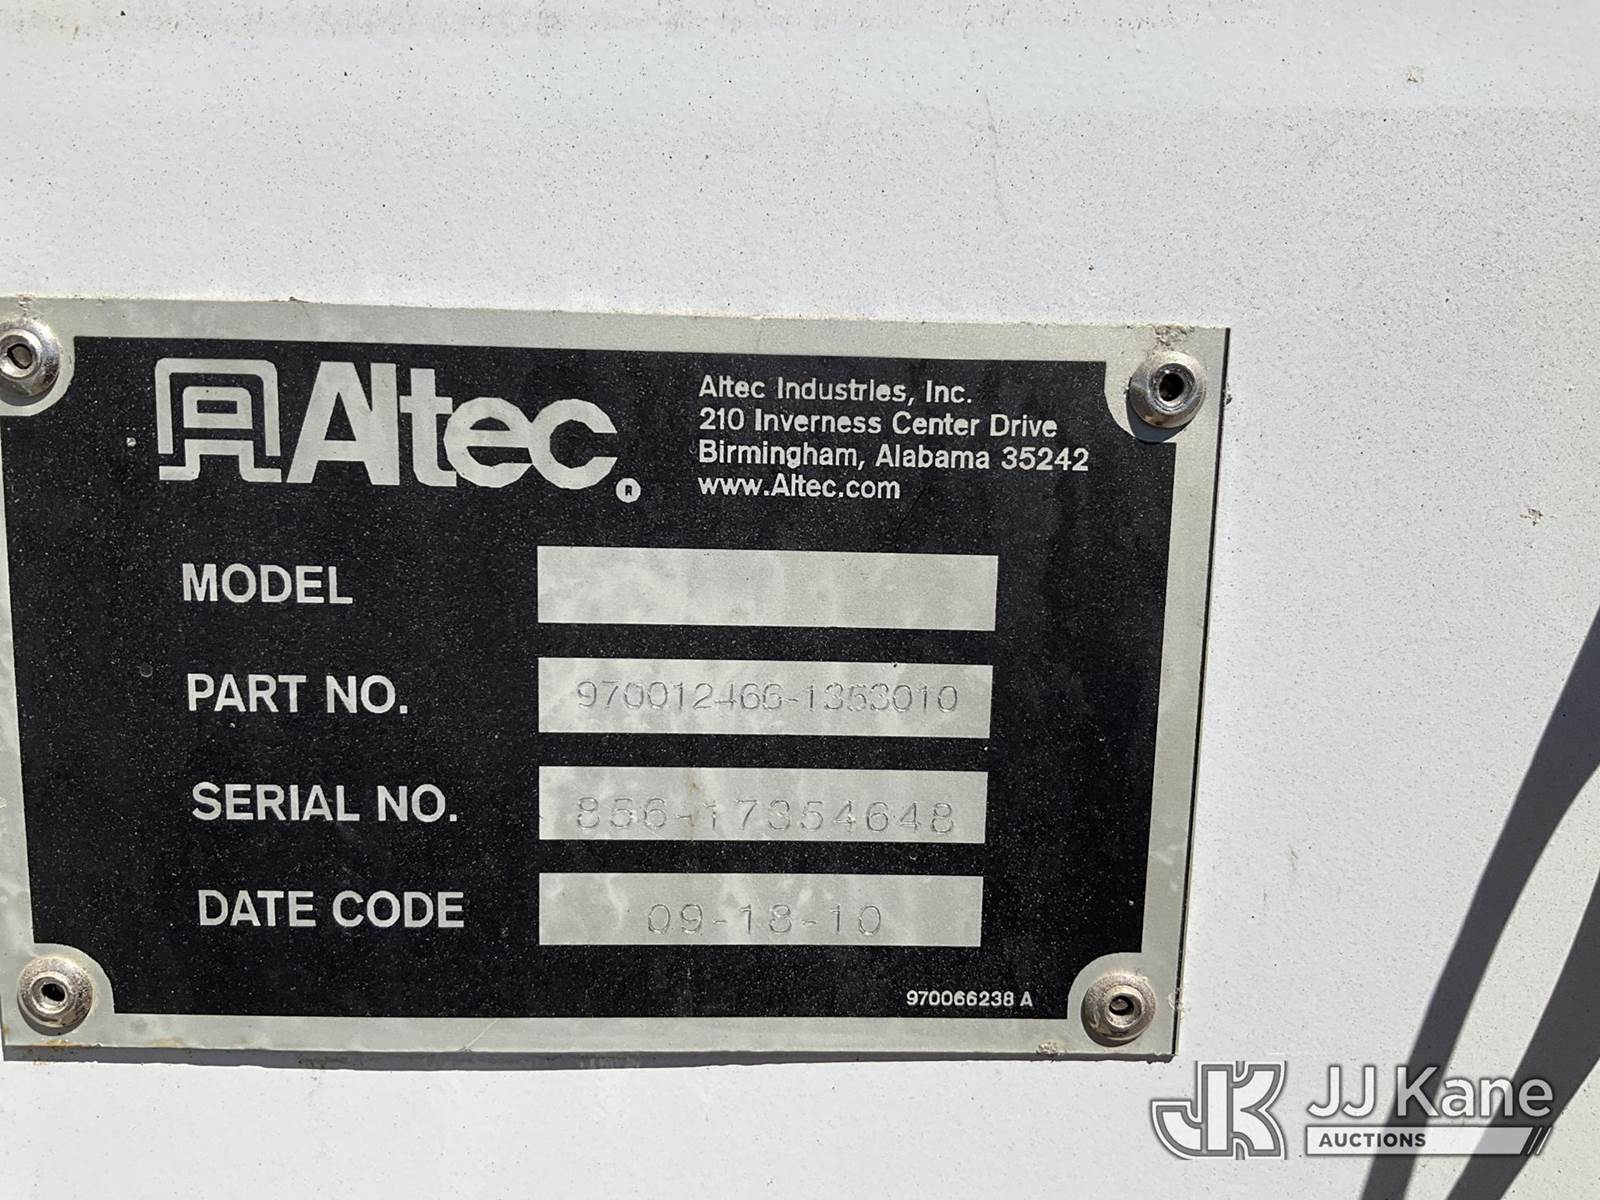 Altec®
Altec Industries, Inc.
210 Inverness Center Drive
Birmingham, Alabama 35242
www.Altec.com
MODEL
PART NO. 970012466-1353010
SERIAL NO. 856-17354648
DATE CODE 09-18-10
970066238 A
JK JJ Kane
AUCTIONS